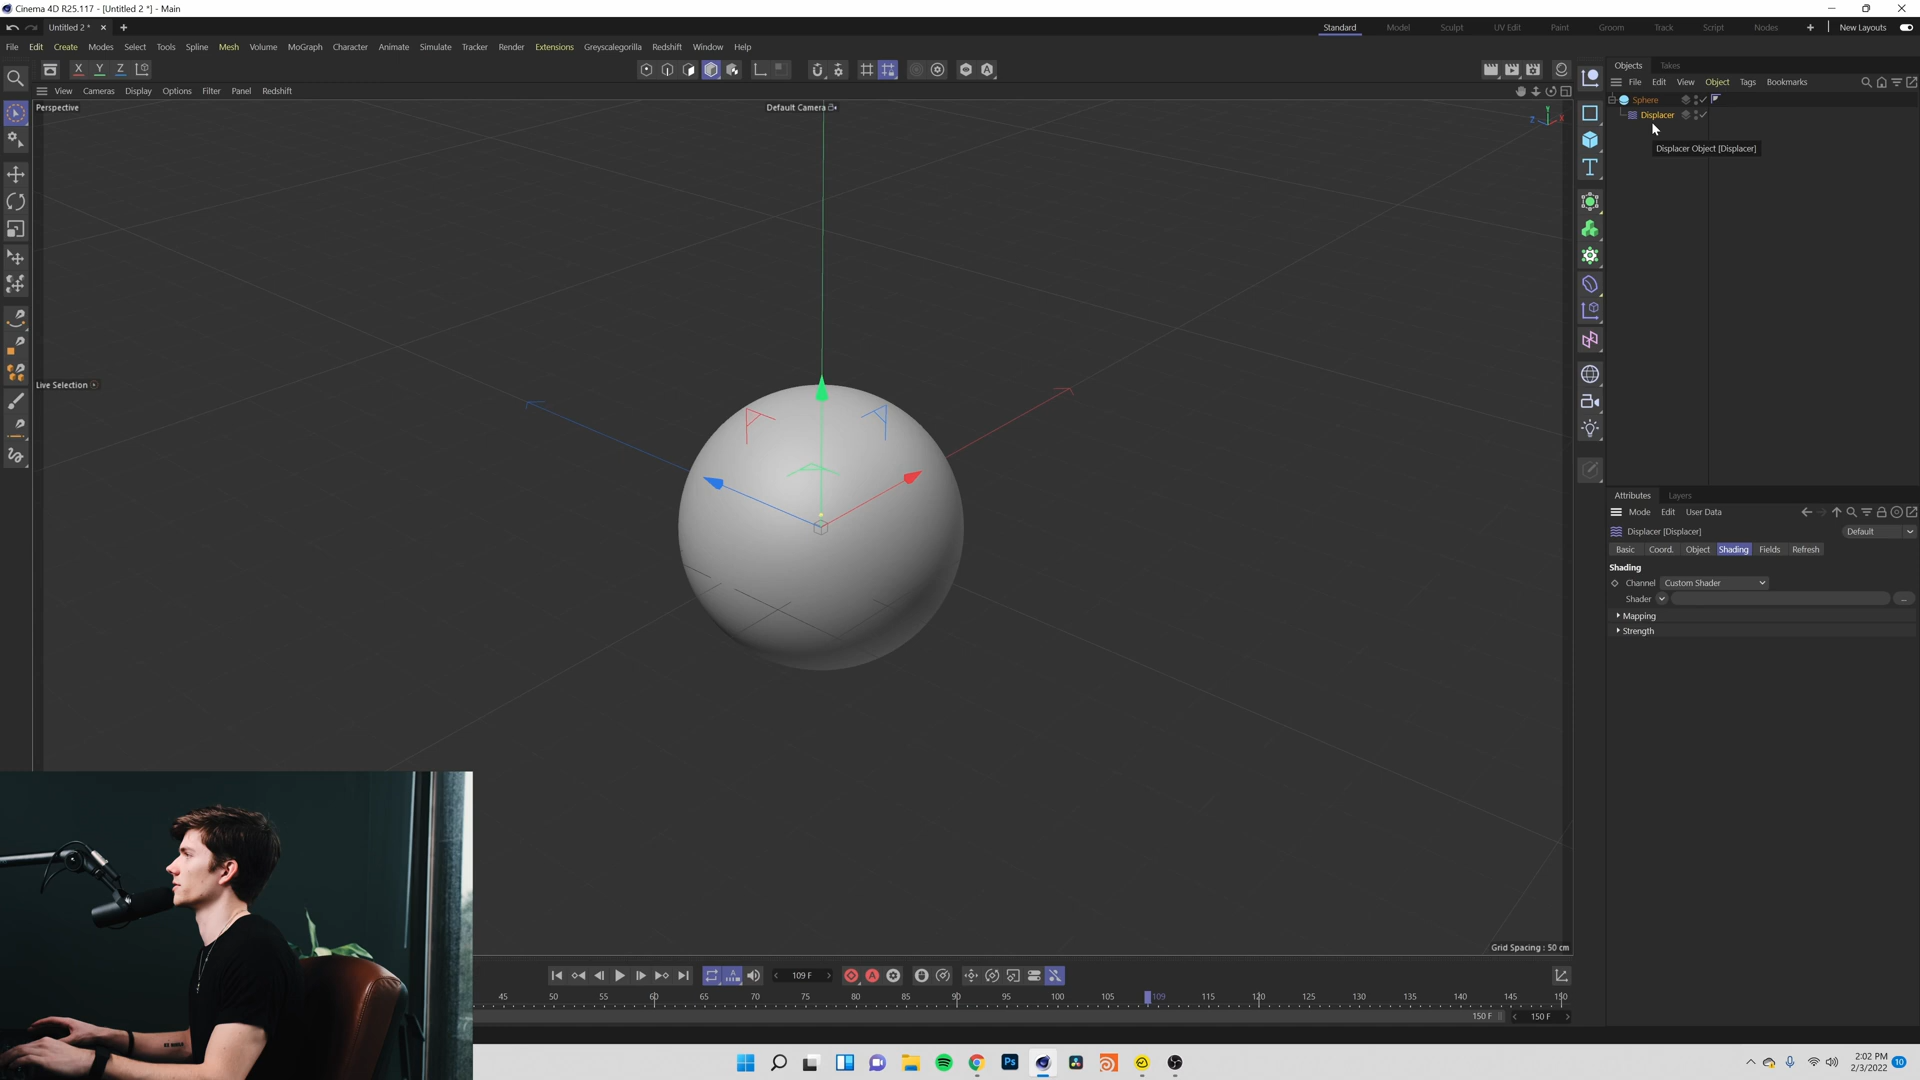 Cinema 4D R25.117 - [Untitled 2 *] - Main
Untitled 2 *
Standard Model Sculpt UV Edit Paint Groom Track Script Nodes New Layouts
File Edit Create Modes Select Tools Spline Mesh Volume MoGraph Character Animate Simulate Tracker Render Extensions Greyscalegorilla Redshift Window Help
X Y Z
Objects Takes
File Edit View Object Tags Bookmarks
View Cameras Display Options Filter Panel Redshift
Perspective
Default Camera
Y
Z X
Sphere
Displacer
Displacer Object [Displacer]
Live Selection
Attributes Layers
Mode Edit User Data
Displacer [Displacer]
Default
Basic Coord. Object Shading Fields Refresh
Shading
Channel Custom Shader
Shader ...
Mapping
Strength
Grid Spacing : 50 cm
109 F
45 50 55 60 65 70 75 80 85 90 95 100 105 109 115 120 125 130 135 140 145 150
150 F 150 F
Ps
2:02 PM
2/3/2022
10